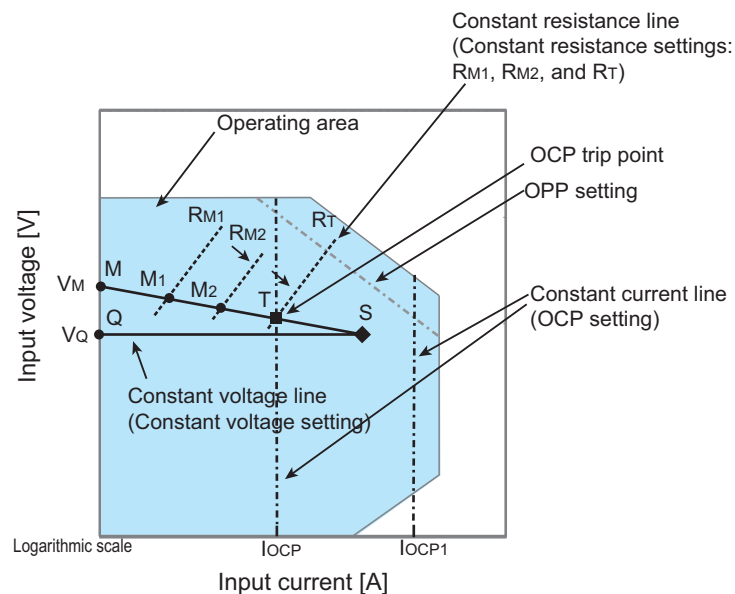 Constant resistance line
(Constant resistance settings:
RM1, RM2, and RT)
Operating area
OCP trip point
OPP setting
RM1
RM2
RT
VM
M
M1
M2
T
S
VQ
Q
Constant current line
(OCP setting)
Constant voltage line
(Constant voltage setting)
Input voltage [V]
Logarithmic scale
IOCP
IOCP1
Input current [A]